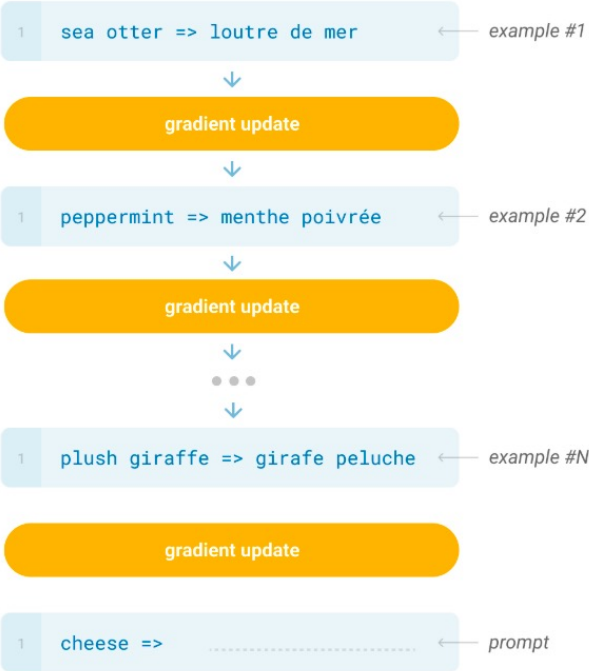 1 sea otter => loutre de mer example #1
gradient update
1 peppermint => menthe poivrée example #2
gradient update
1 plush giraffe => girafe peluche example #N
gradient update
1 cheese => ........................ prompt